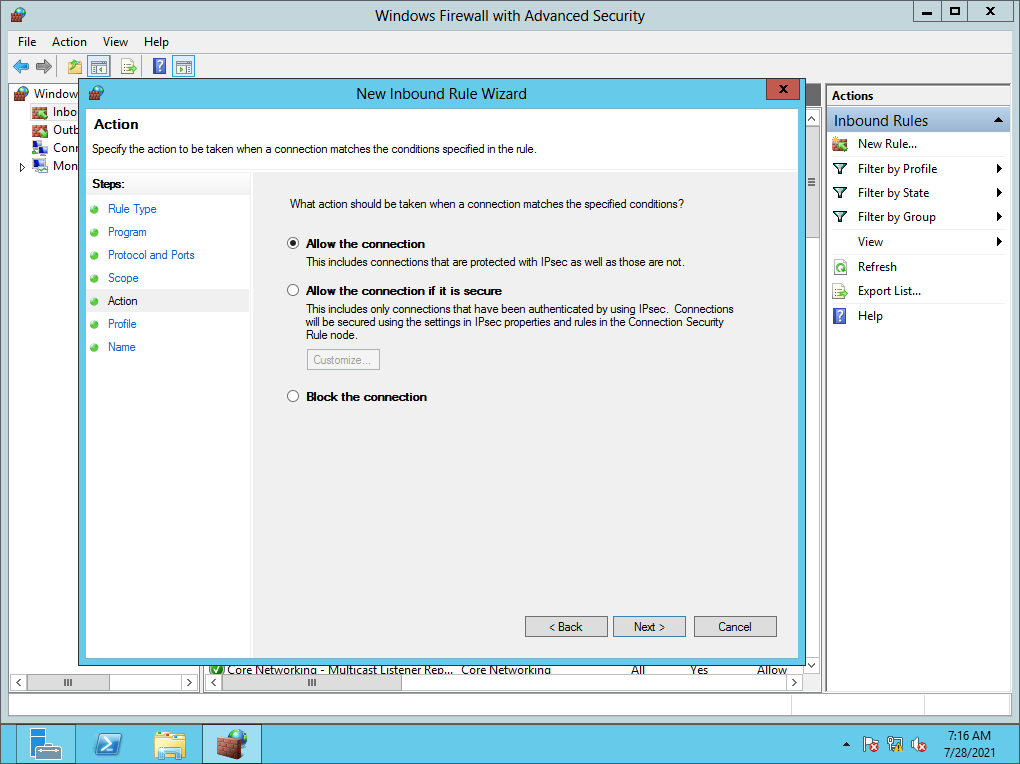 Windows Firewall with Advanced Security
File Action View Help
New Inbound Rule Wizard
Action
Specify the action to be taken when a connection matches the conditions specified in the rule.
Steps:
Rule Type
Program
Protocol and Ports
Scope
Action
Profile
Name
What action should be taken when a connection matches the specified conditions?
Allow the connection
This includes connections that are protected with IPsec as well as those are not.
Allow the connection if it is secure
This includes only connections that have been authenticated by using IPsec. Connections
will be secured using the settings in IPsec properties and rules in the Connection Security
Rule node.
Customize...
Block the connection
< Back Next > Cancel
Window
Inbo
Outb
Conn
Mon
Core Networking - Multicast Listener Rep... Core Networking All Yes Allow
Actions
Inbound Rules
New Rule...
Filter by Profile
Filter by State
Filter by Group
View
Refresh
Export List...
Help
7:16 AM
7/28/2021